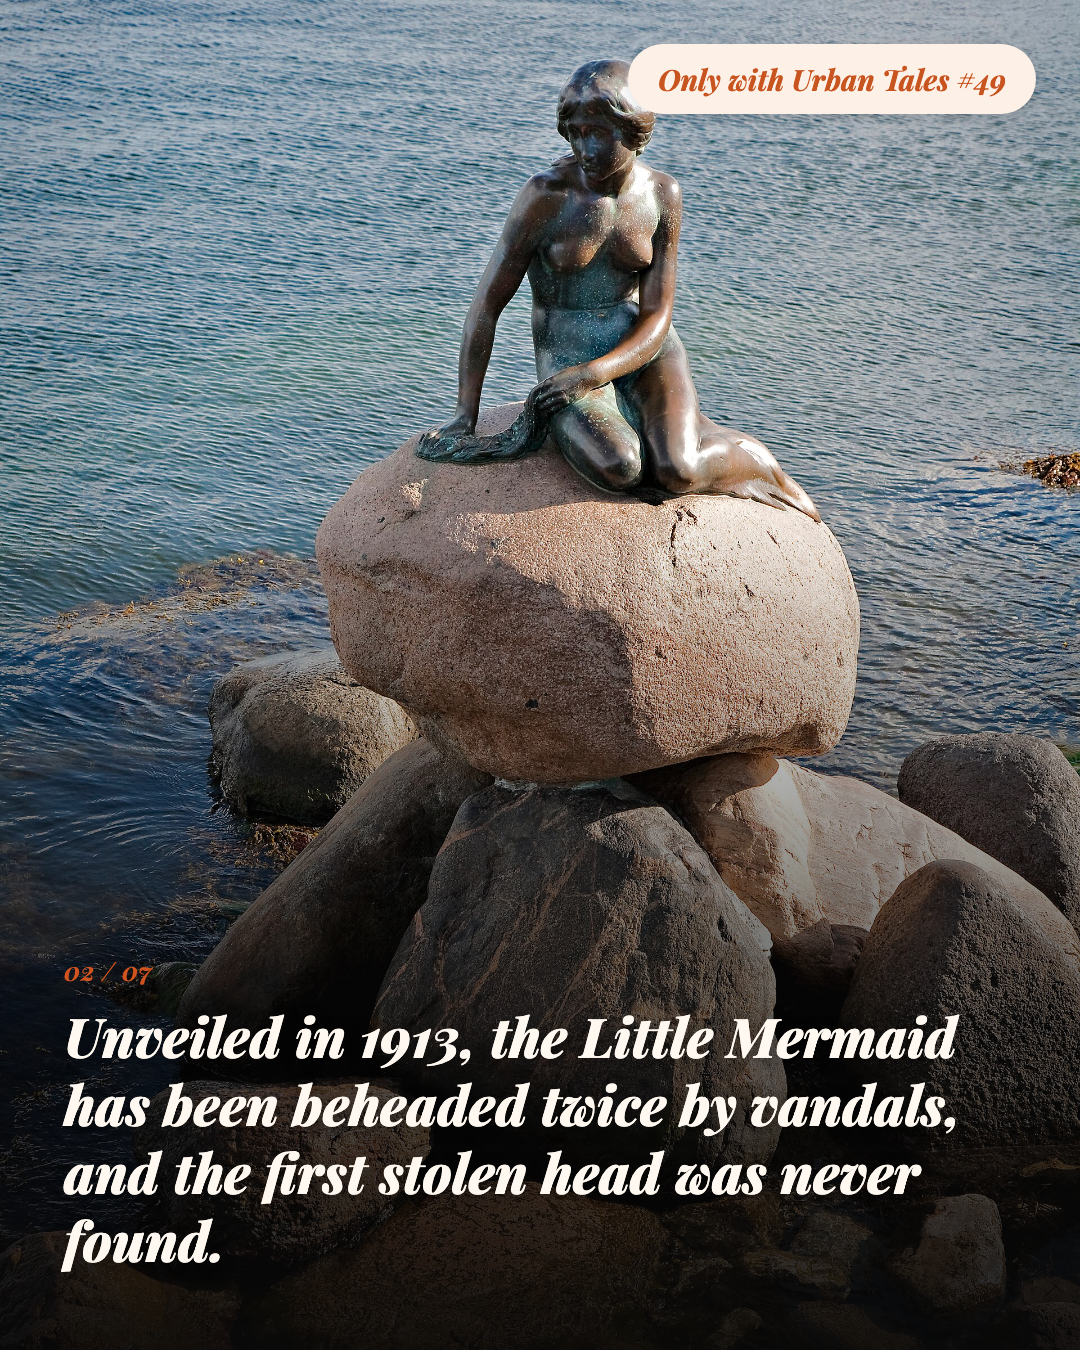 Only with Urban Tales #49
02 / 07
Unveiled in 1913, the Little Mermaid
has been beheaded twice by vandals,
and the first stolen head was never
found.